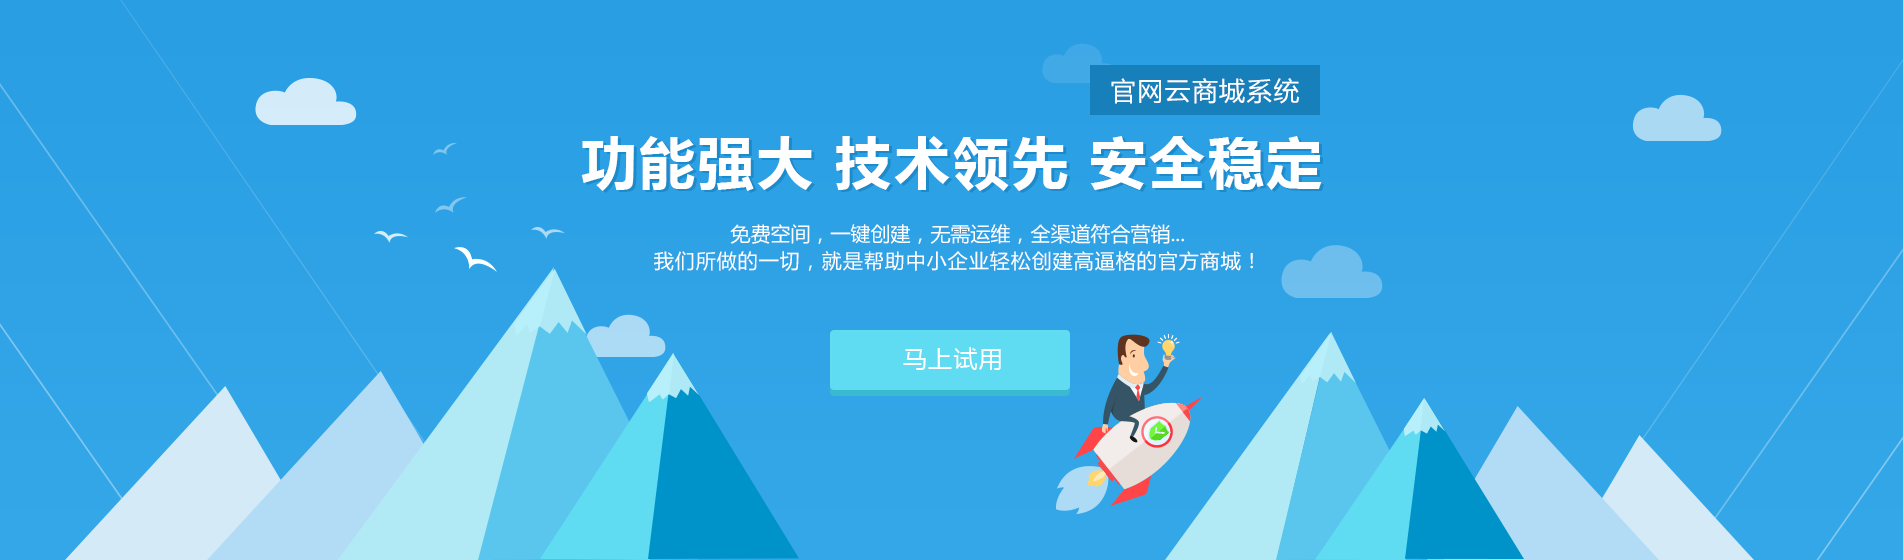 官网云商城系统
功能强大 技术领先 安全稳定
免费空间，一键创建，无需运维，全渠道符合营销...
我们所做的一切，就是帮助中小企业轻松创建高逼格的官方商城！
马上试用